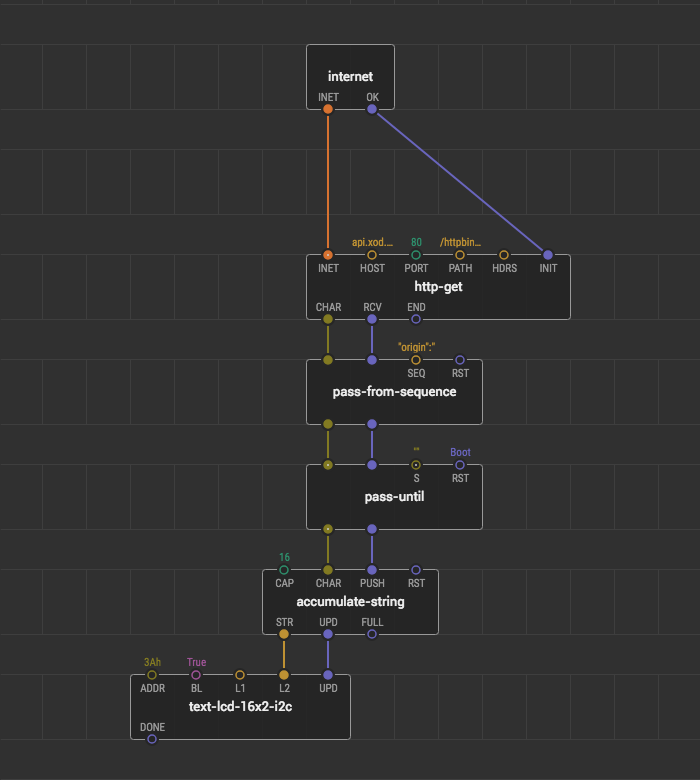 internet
INET OK
api.xod.... 80 /httpbin...
INET HOST PORT PATH HDRS INIT
http-get
CHAR RCV END
"origin":"
SEQ RST
pass-from-sequence
"" Boot
S RST
pass-until
16
CAP CHAR PUSH RST
accumulate-string
STR UPD FULL
3Ah True
ADDR BL L1 L2 UPD
text-lcd-16x2-i2c
DONE